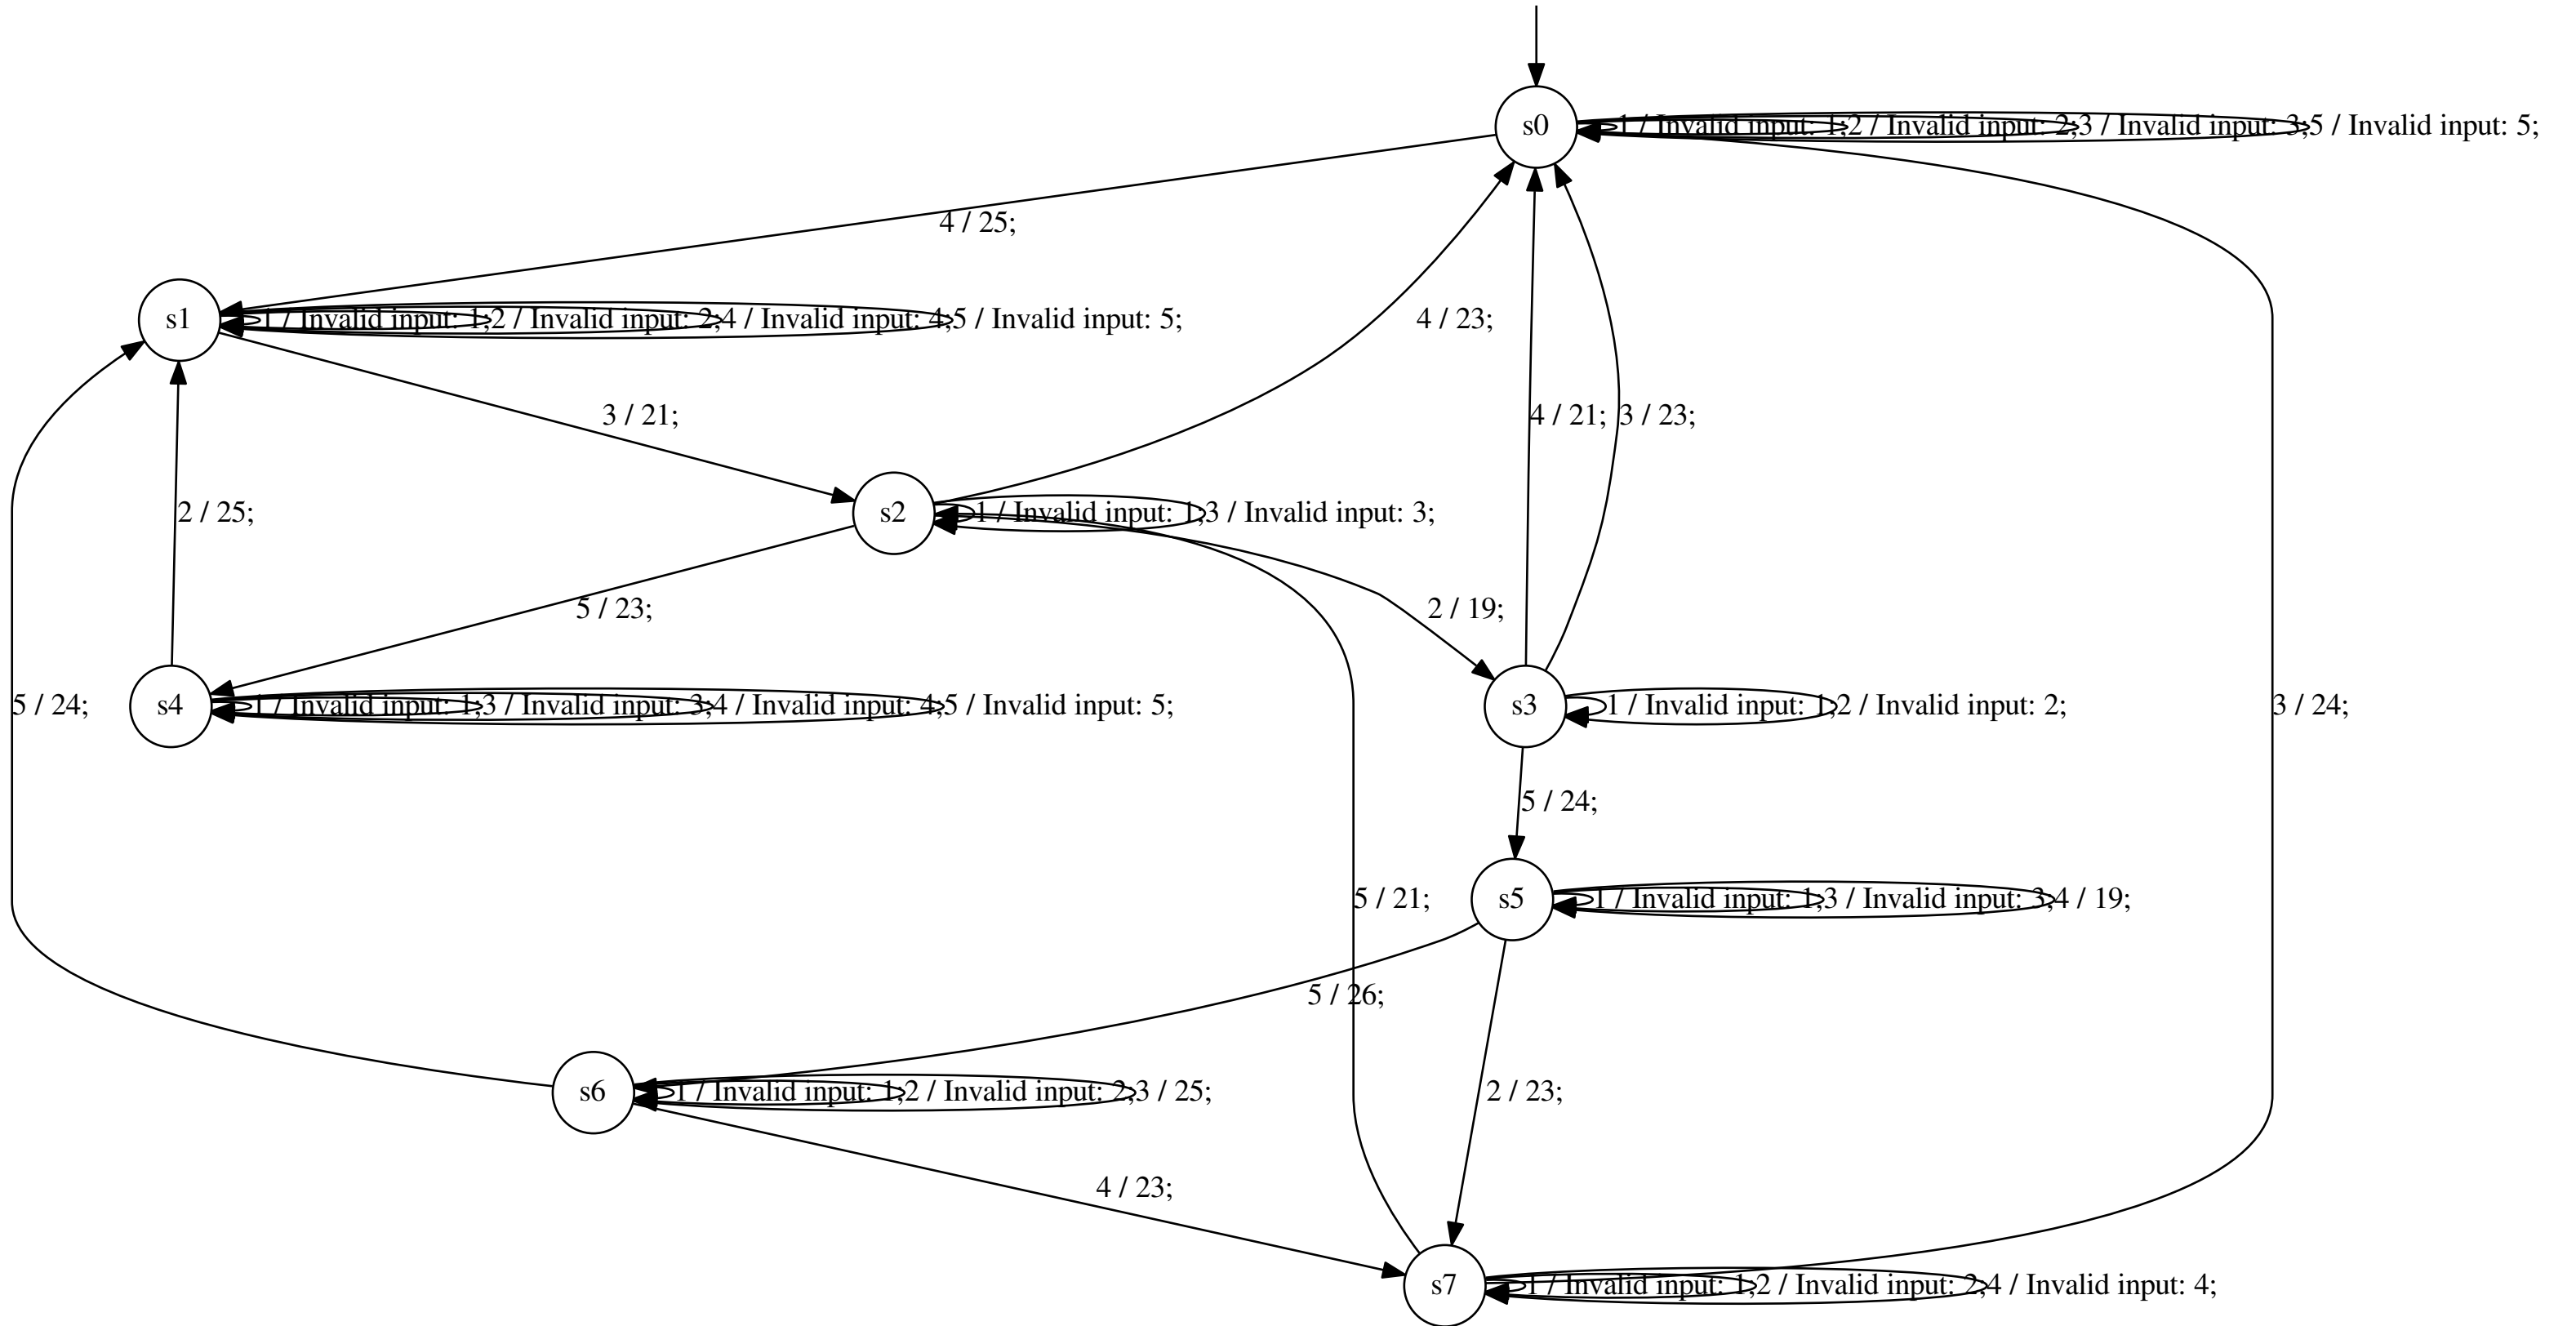 s0
1 / Invalid input: 1;
2 / Invalid input: 2;
3 / Invalid input: 3;
5 / Invalid input: 5;
4 / 25;
s1
1 / Invalid input: 1;
2 / Invalid input: 2;
4 / Invalid input: 4;
5 / Invalid input: 5;
4 / 23;
3 / 21;
4 / 21;
3 / 23;
2 / 25;
s2
1 / Invalid input: 1;
3 / Invalid input: 3;
5 / 23;
2 / 19;
5 / 24;
s4
1 / Invalid input: 1;
3 / Invalid input: 3;
4 / Invalid input: 4;
5 / Invalid input: 5;
s3
1 / Invalid input: 1;
2 / Invalid input: 2;
3 / 24;
5 / 24;
5 / 21;
s5
1 / Invalid input: 1;
3 / Invalid input: 3;
4 / 19;
5 / 26;
s6
1 / Invalid input: 1;
2 / Invalid input: 2;
3 / 25;
2 / 23;
4 / 23;
s7
1 / Invalid input: 1;
2 / Invalid input: 2;
4 / Invalid input: 4;